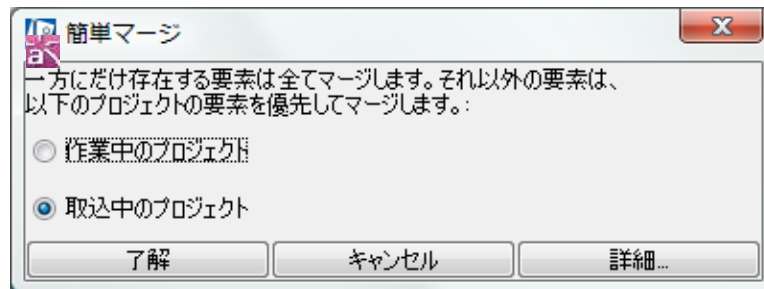 簡単マージ
一方にだけ存在する要素は全てマージします。それ以外の要素は、
以下のプロジェクトの要素を優先してマージします。:
作業中のプロジェクト
取込中のプロジェクト
了解 キャンセル 詳細...